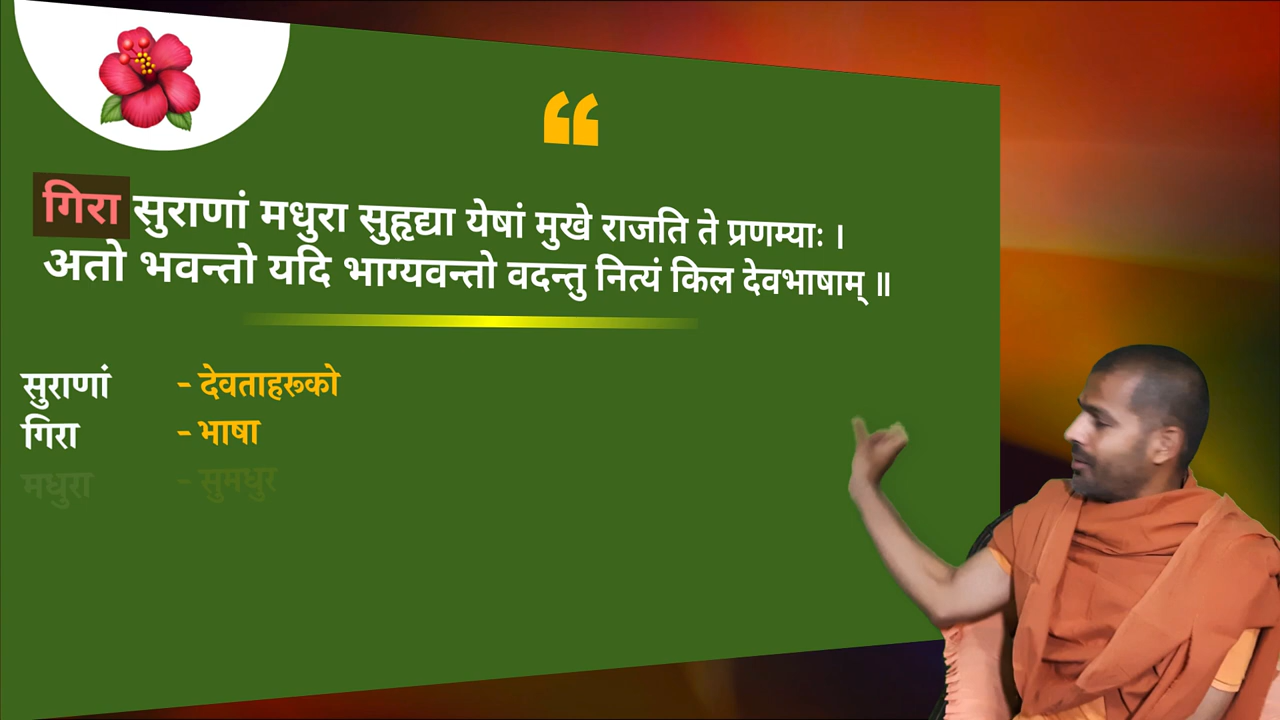 “
गिरा सुराणां मधुरा सुहृद्या येषां मुखे राजति ते प्रणम्याः ।
अतो भवन्तो यदि भाग्यवन्तो वदन्तु नित्यं किल देवभाषाम् ॥
सुराणां - देवताहरूको
गिरा - भाषा
मधुरा - सुमधुर